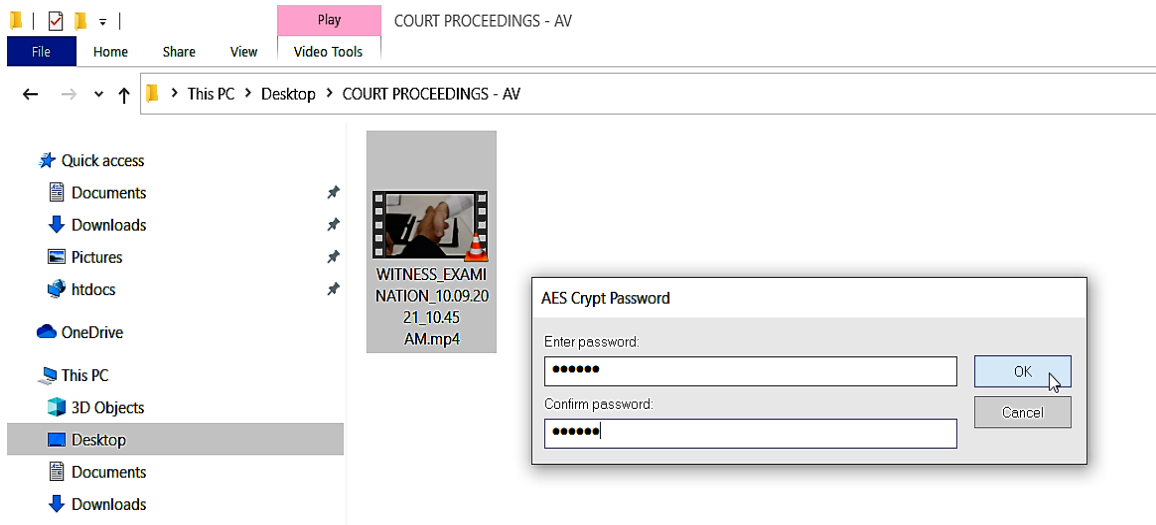 Play
COURT PROCEEDINGS - AV
File
Home
Share
View
Video Tools
This PC > Desktop > COURT PROCEEDINGS - AV
Quick access
Documents
Downloads
Pictures
htdocs
OneDrive
This PC
3D Objects
Desktop
Documents
Downloads
WITNESS_EXAMI
NATION_10.09.20
21_10.45
AM.mp4
AES Crypt Password
Enter password:
••••••
OK
Confirm password:
••••••
Cancel